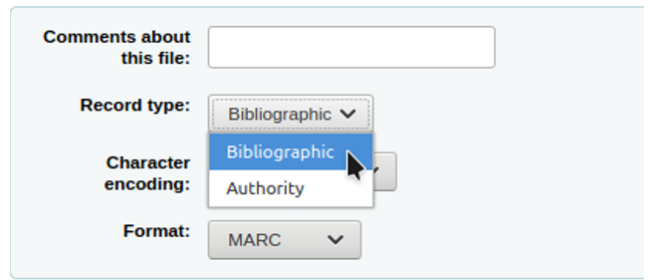 Comments about
this file:
Record type:
Bibliographic
Bibliographic
Authority
Character
encoding:
Format:
MARC